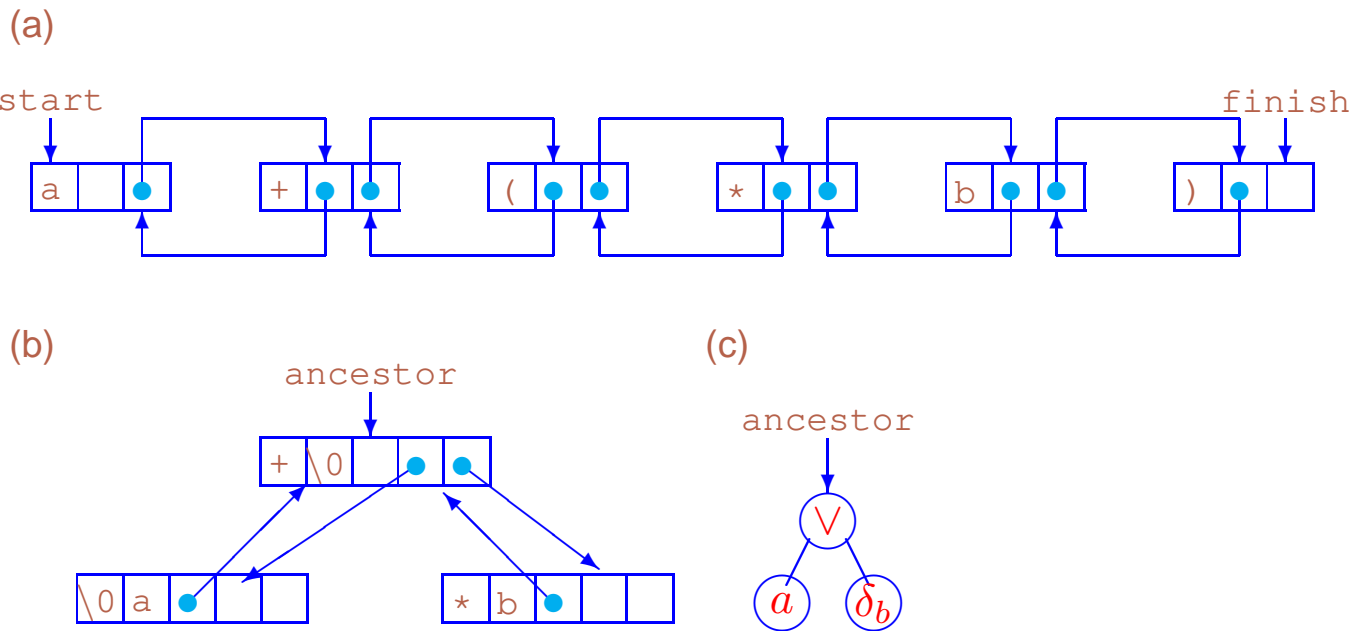 (a)
start finish
a + ( * b )
(b) (c)
ancestor
ancestor
+ \0
∨
\0 a * b a δ_b